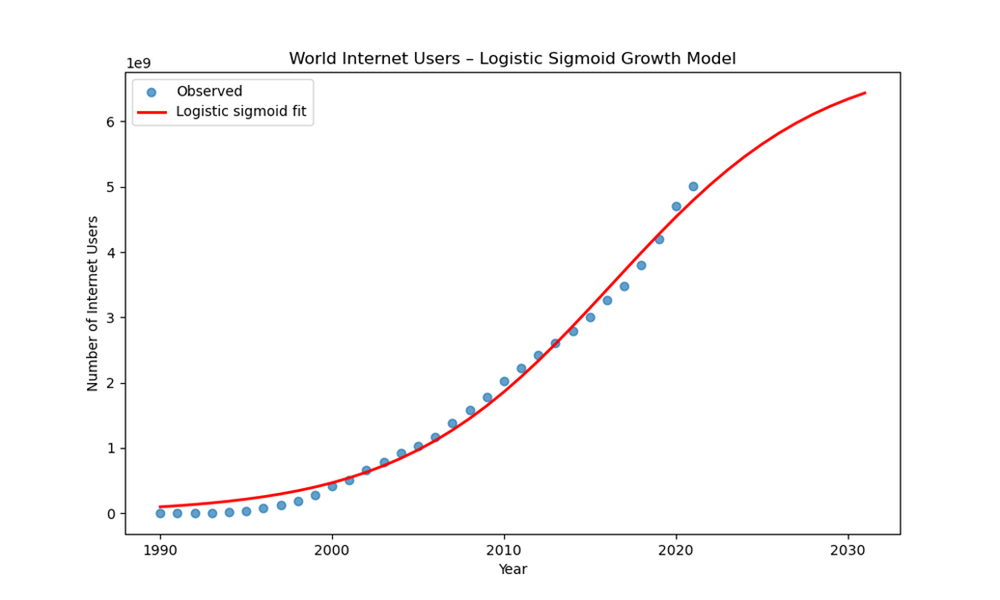 World Internet Users – Logistic Sigmoid Growth Model
1e9
Observed
Logistic sigmoid fit
6
5
4
3
2
1
0
Number of Internet Users
1990 2000 2010 2020 2030
Year